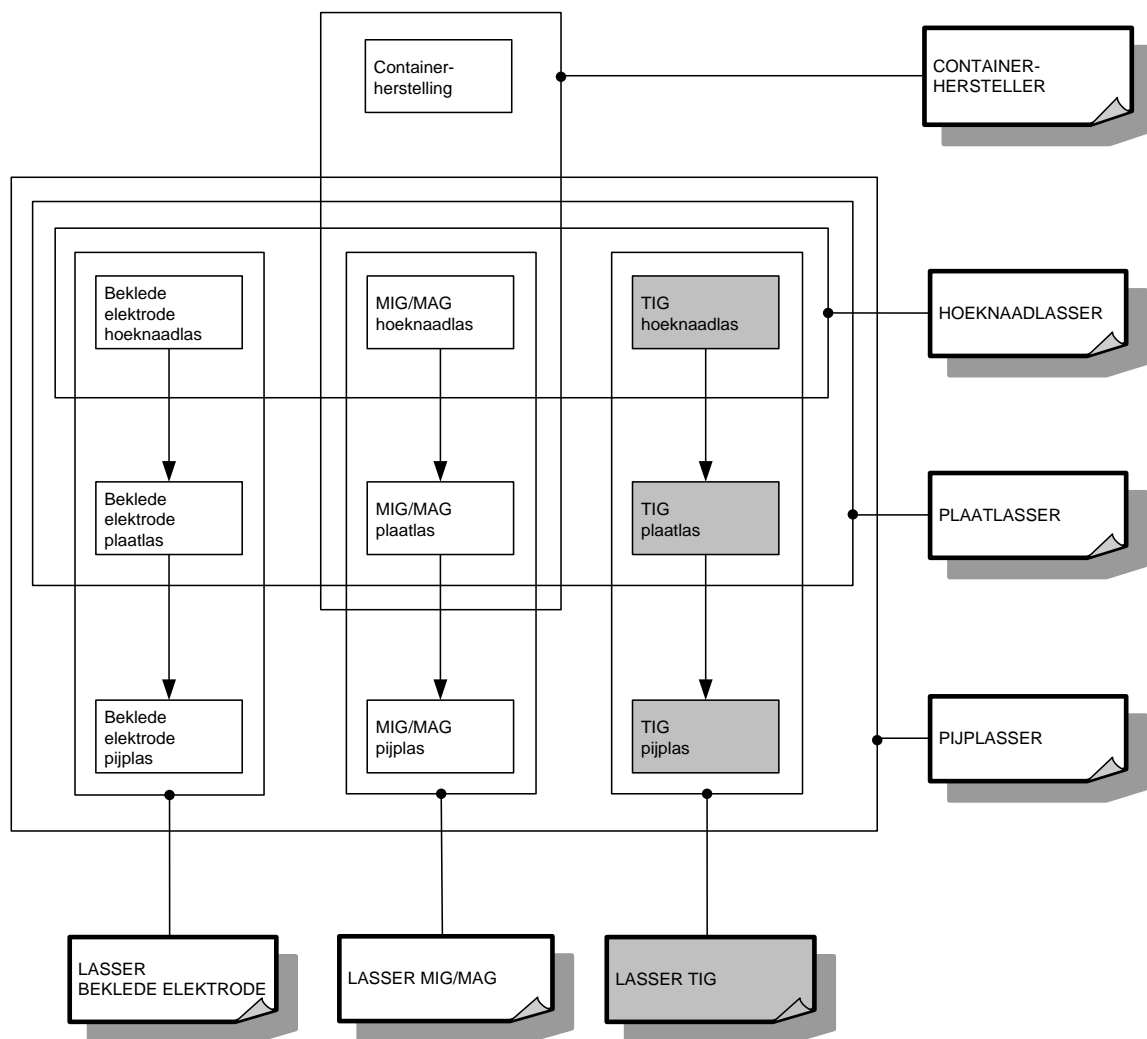 Container-
herstelling
CONTAINER-
HERSTELLER
Beklede
elektrode
hoeknaadlas
MIG/MAG
hoeknaadlas
TIG
hoeknaadlas
HOEKNAADLASSER
Beklede
elektrode
plaatlas
MIG/MAG
plaatlas
TIG
plaatlas
PLAATLASSER
Beklede
elektrode
pijplas
MIG/MAG
pijplas
TIG
pijplas
PIJPLASSER
LASSER
BEKLEDE ELEKTRODE
LASSER MIG/MAG
LASSER TIG